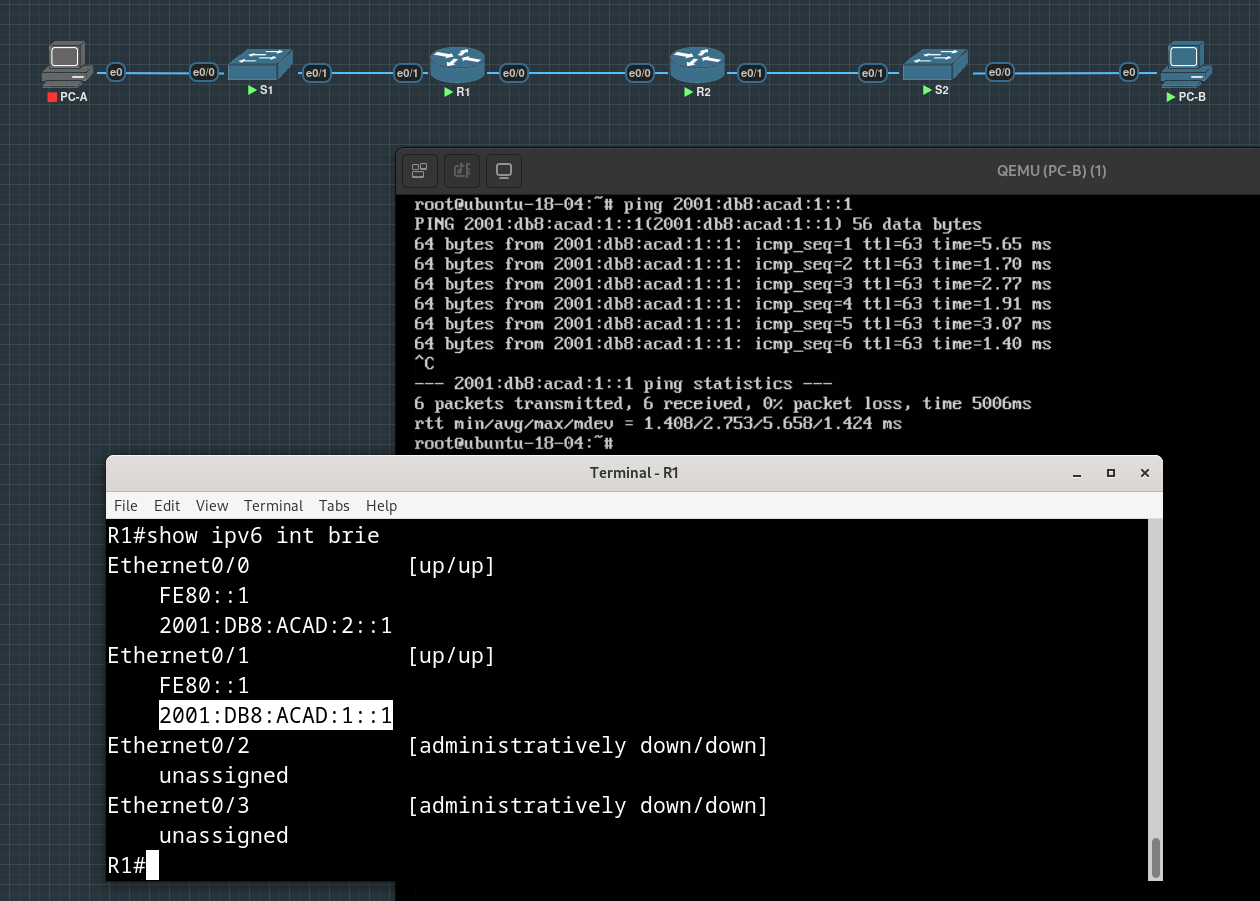 e0 e0/0 e0/1 e0/1 e0/0 e0/0 e0/1 e0/1 e0/0 e0
PC-A S1 R1 R2 S2 PC-B
QEMU (PC-B) (1)
root@ubuntu-18-04:~# ping 2001:db8:acad:1::1
PING 2001:db8:acad:1::1(2001:db8:acad:1::1) 56 data bytes
64 bytes from 2001:db8:acad:1::1: icmp_seq=1 ttl=63 time=5.65 ms
64 bytes from 2001:db8:acad:1::1: icmp_seq=2 ttl=63 time=1.70 ms
64 bytes from 2001:db8:acad:1::1: icmp_seq=3 ttl=63 time=2.77 ms
64 bytes from 2001:db8:acad:1::1: icmp_seq=4 ttl=63 time=1.91 ms
64 bytes from 2001:db8:acad:1::1: icmp_seq=5 ttl=63 time=3.07 ms
64 bytes from 2001:db8:acad:1::1: icmp_seq=6 ttl=63 time=1.40 ms
^C
--- 2001:db8:acad:1::1 ping statistics ---
6 packets transmitted, 6 received, 0% packet loss, time 5006ms
rtt min/avg/max/mdev = 1.408/2.753/5.658/1.424 ms
root@ubuntu-18-04:~#
Terminal - R1
File Edit View Terminal Tabs Help
R1#show ipv6 int brie
Ethernet0/0 [up/up]
FE80::1
2001:DB8:ACAD:2::1
Ethernet0/1 [up/up]
FE80::1
2001:DB8:ACAD:1::1
Ethernet0/2 [administratively down/down]
unassigned
Ethernet0/3 [administratively down/down]
unassigned
R1#